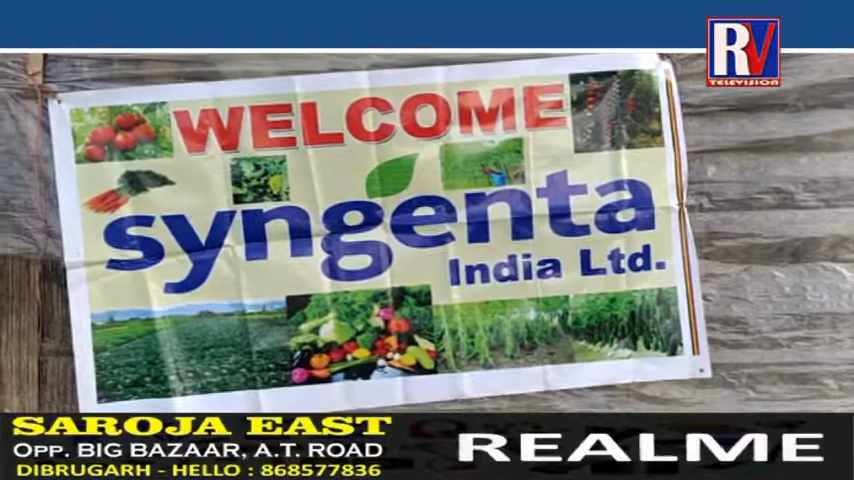 RV
TELEVISION
WELCOME
syngenta
India Ltd.
SAROJA EAST
OPP. BIG BAZAAR, A.T. ROAD
DIBRUGARH - HELLO : 868577836
REALME